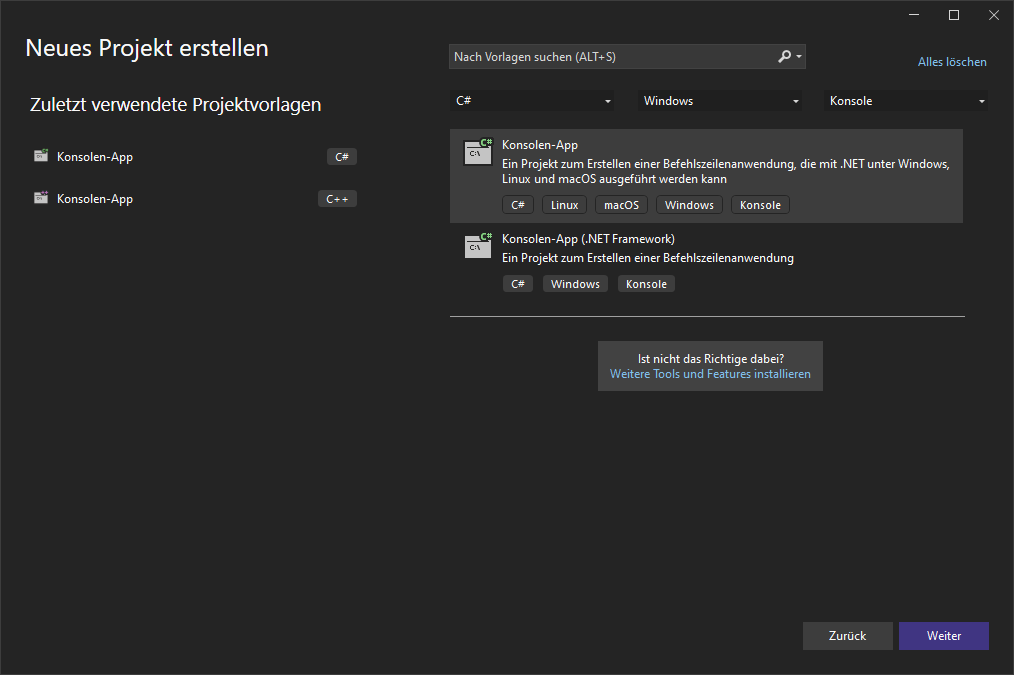 Neues Projekt erstellen
Zuletzt verwendete Projektvorlagen
Konsolen-App C#
Konsolen-App C++
Nach Vorlagen suchen (ALT+S)
Alles löschen
C# Windows Konsole
C#
C:\
Konsolen-App
Ein Projekt zum Erstellen einer Befehlszeilenanwendung, die mit .NET unter Windows,
Linux und macOS ausgeführt werden kann
C# Linux macOS Windows Konsole
C#
C:\
Konsolen-App (.NET Framework)
Ein Projekt zum Erstellen einer Befehlszeilenanwendung
C# Windows Konsole
Ist nicht das Richtige dabei?
Weitere Tools und Features installieren
Zurück Weiter